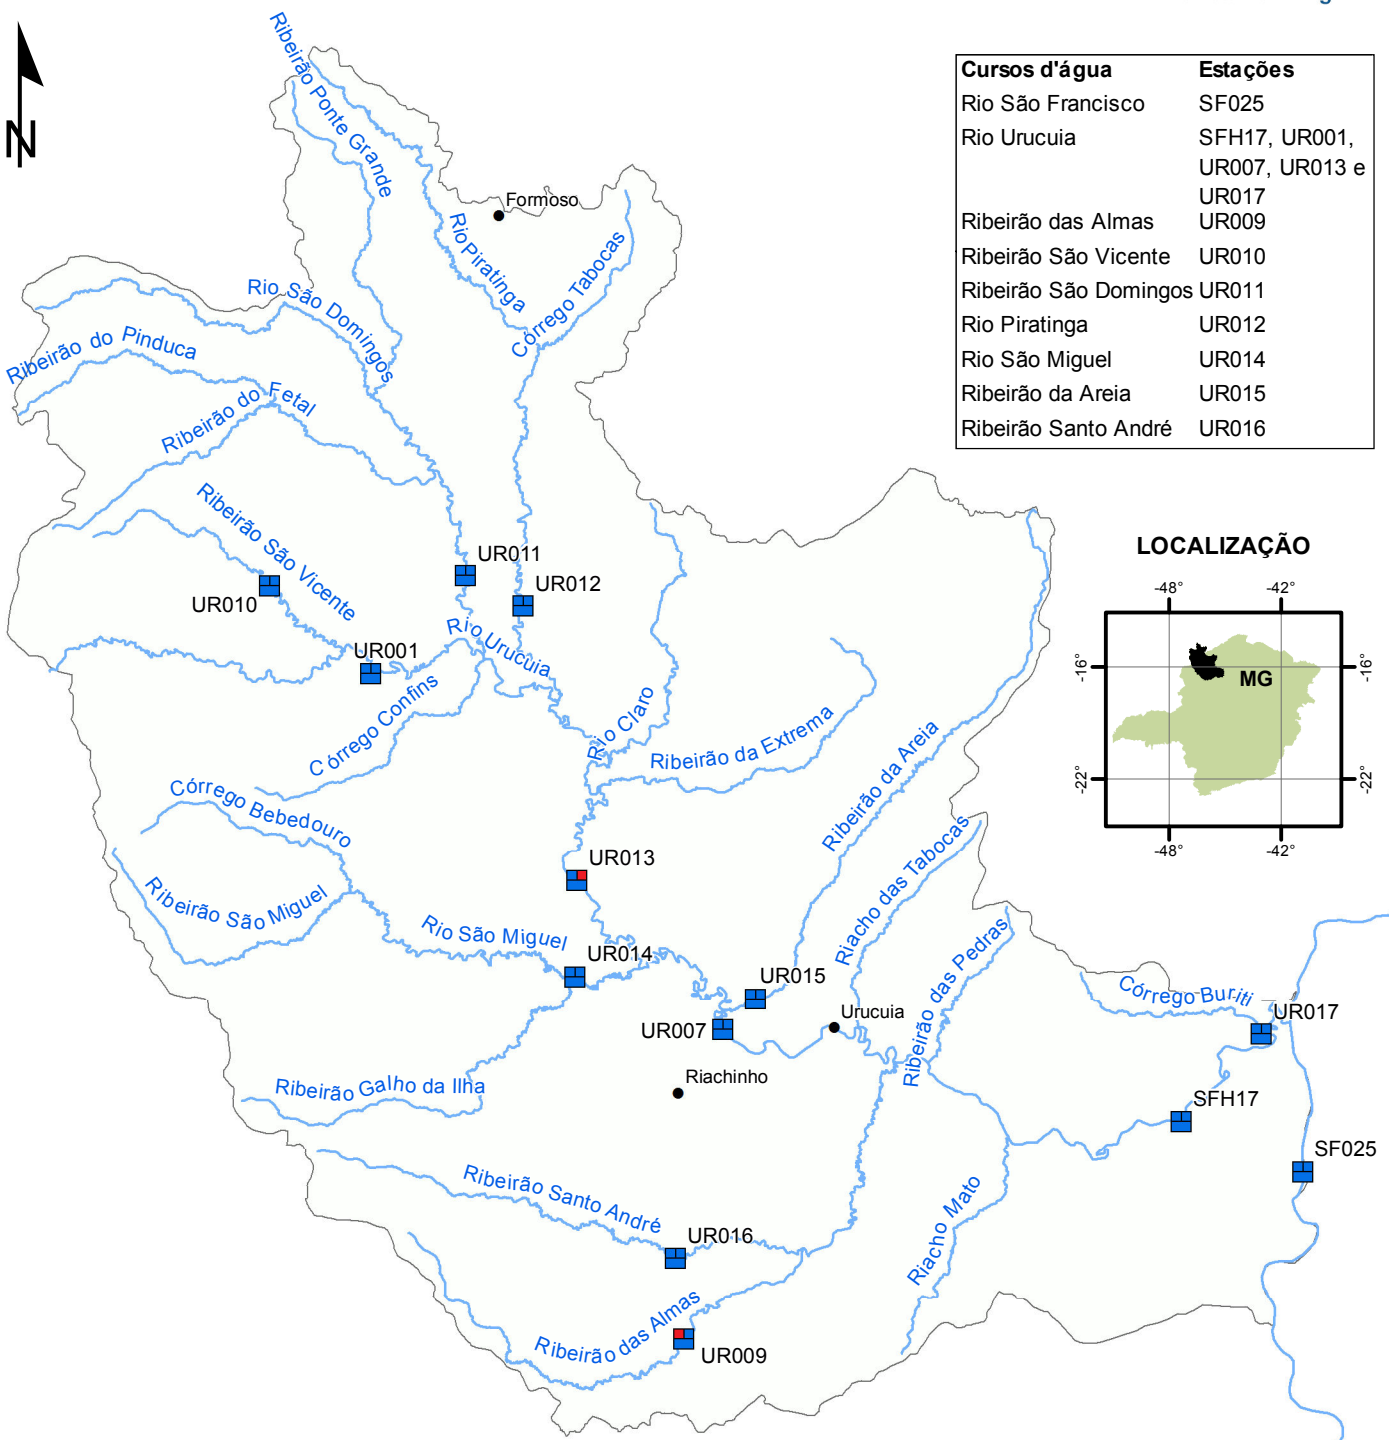 N
Cursos d'água Estações
Rio São Francisco SF025
Rio Urucuia SFH17, UR001,
UR007, UR013 e
UR017
Ribeirão das Almas UR009
Ribeirão São Vicente UR010
Ribeirão São Domingos UR011
Rio Piratinga UR012
Rio São Miguel UR014
Ribeirão da Areia UR015
Ribeirão Santo André UR016
Ribeirão Ponte Grande
Formoso
Rio Piratinga
Córrego Tabocas
Rio São Domingos
Ribeirão do Pinduca
Ribeirão do Fetal
Ribeirão São Vicente
UR011
UR012
UR010
Rio Urucuia
UR001
Córrego Confins
Rio Claro
Ribeirão da Extrema
Ribeirão da Areia
Córrego Bebedouro
Riacho das Tabocas
UR013
Ribeirão São Miguel
Rio São Miguel
UR014
UR015
Ribeirão das Pedras
Urucuia
UR007
Córrego Buriti
UR017
Riachinho
Ribeirão Galho da Ilha
SFH17
SF025
Ribeirão Santo André
UR016
Riacho Mato
Ribeirão das Almas
UR009
LOCALIZAÇÃO
-48° -42°
-16° -16°
MG
-22° -22°
-48° -42°